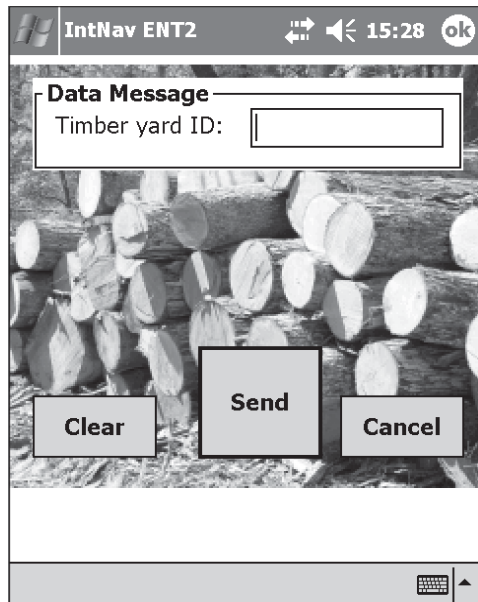 IntNav ENT2 15:28 ok
Data Message
Timber yard ID:
Send
Clear Cancel